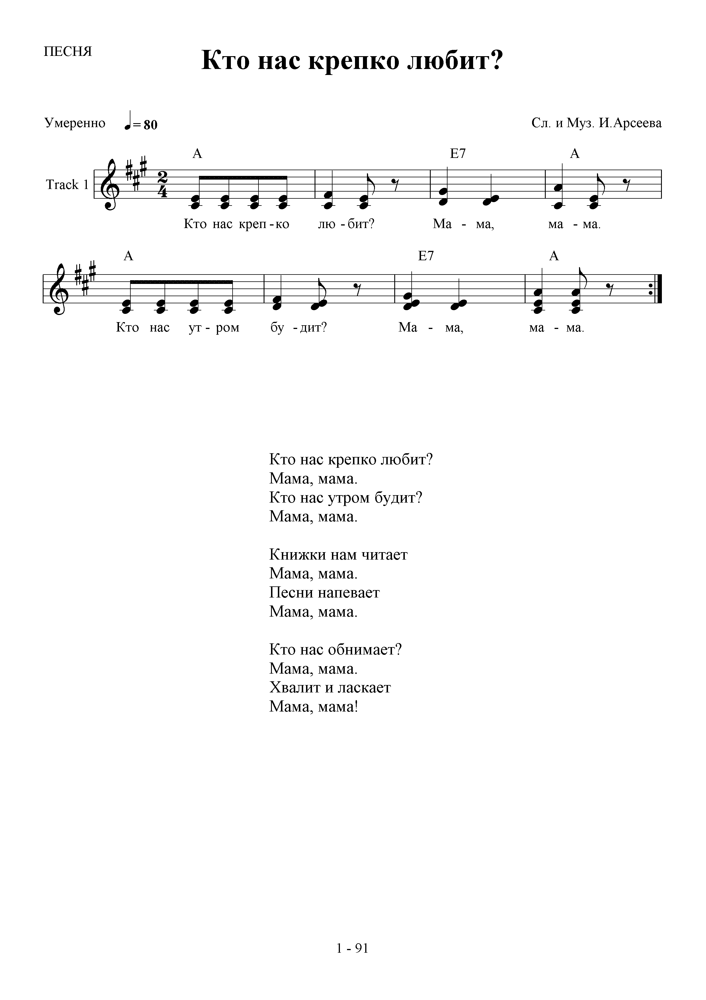 ПЕСНЯ
Кто нас крепко любит?
Умеренно = 80
Сл. и Муз. И.Арсеева
A E7 A
Track 1
2
4
Кто нас креп - ко лю - бит? Ма - ма, ма - ма.
A E7 A
Кто нас ут - ром бу - дит? Ма - ма, ма - ма.
Кто нас крепко любит?
Мама, мама.
Кто нас утром будит?
Мама, мама.
Книжки нам читает
Мама, мама.
Песни напевает
Мама, мама.
Кто нас обнимает?
Мама, мама.
Хвалит и ласкает
Мама, мама!
1 - 91